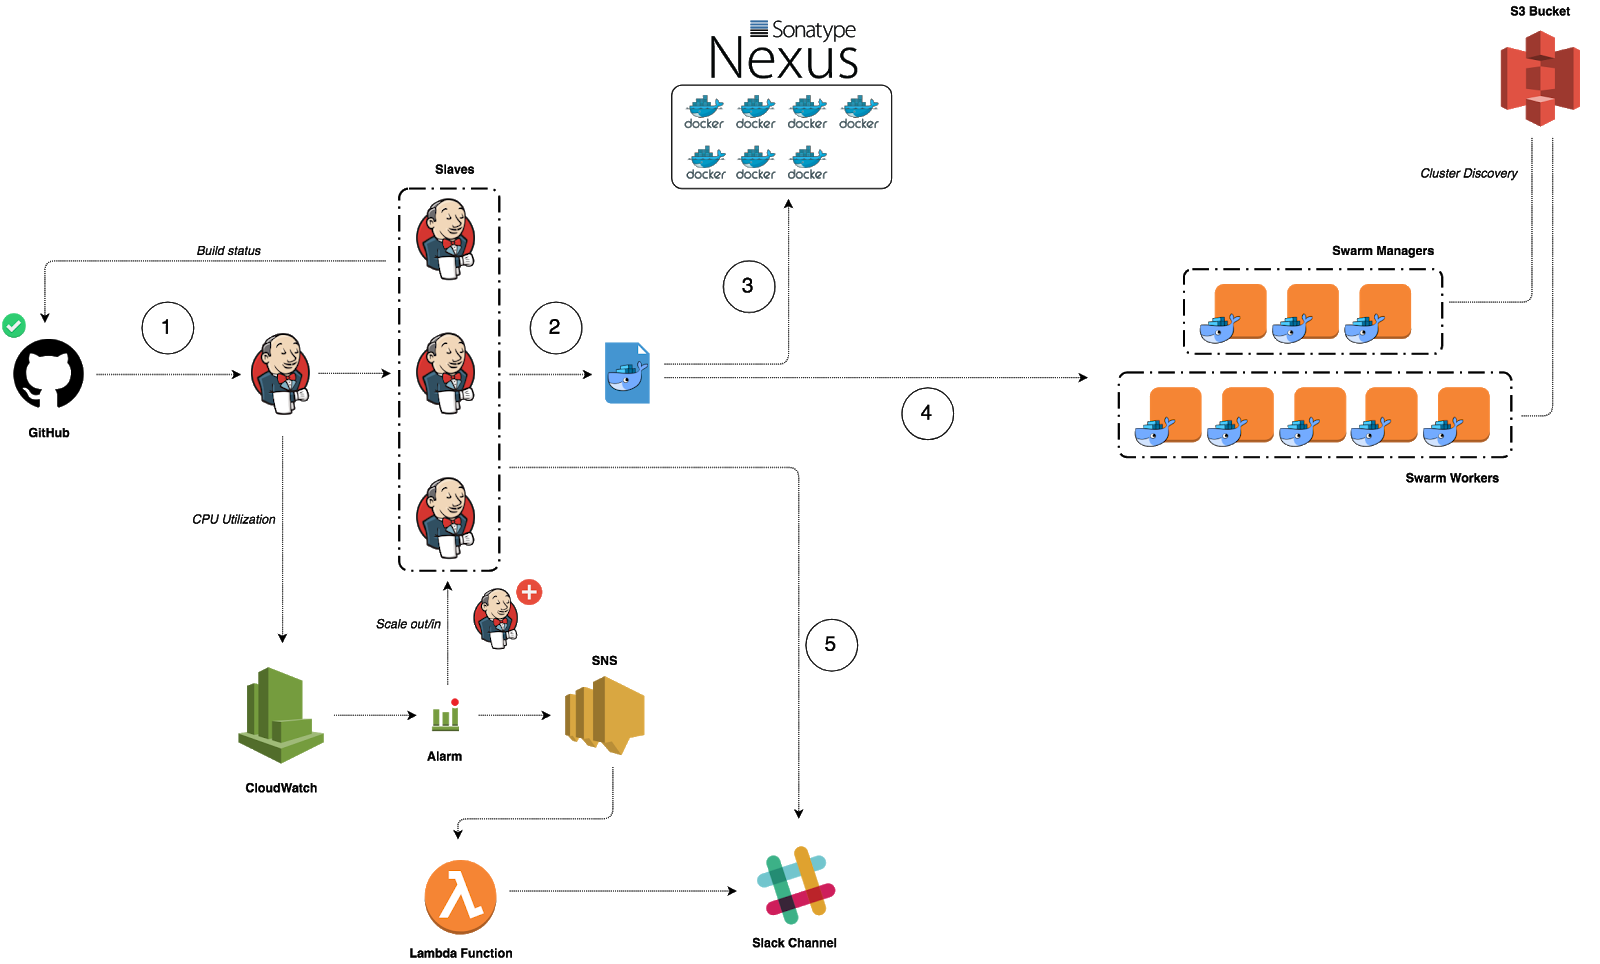 S3 Bucket
Sonatype
Nexus
docker docker docker docker
docker docker docker
Slaves
Cluster Discovery
Build status
Swarm Managers
3
1
2
4
GitHub
Swarm Workers
CPU Utilization
Scale out/in
5
SNS
Alarm
CloudWatch
Slack Channel
Lambda Function